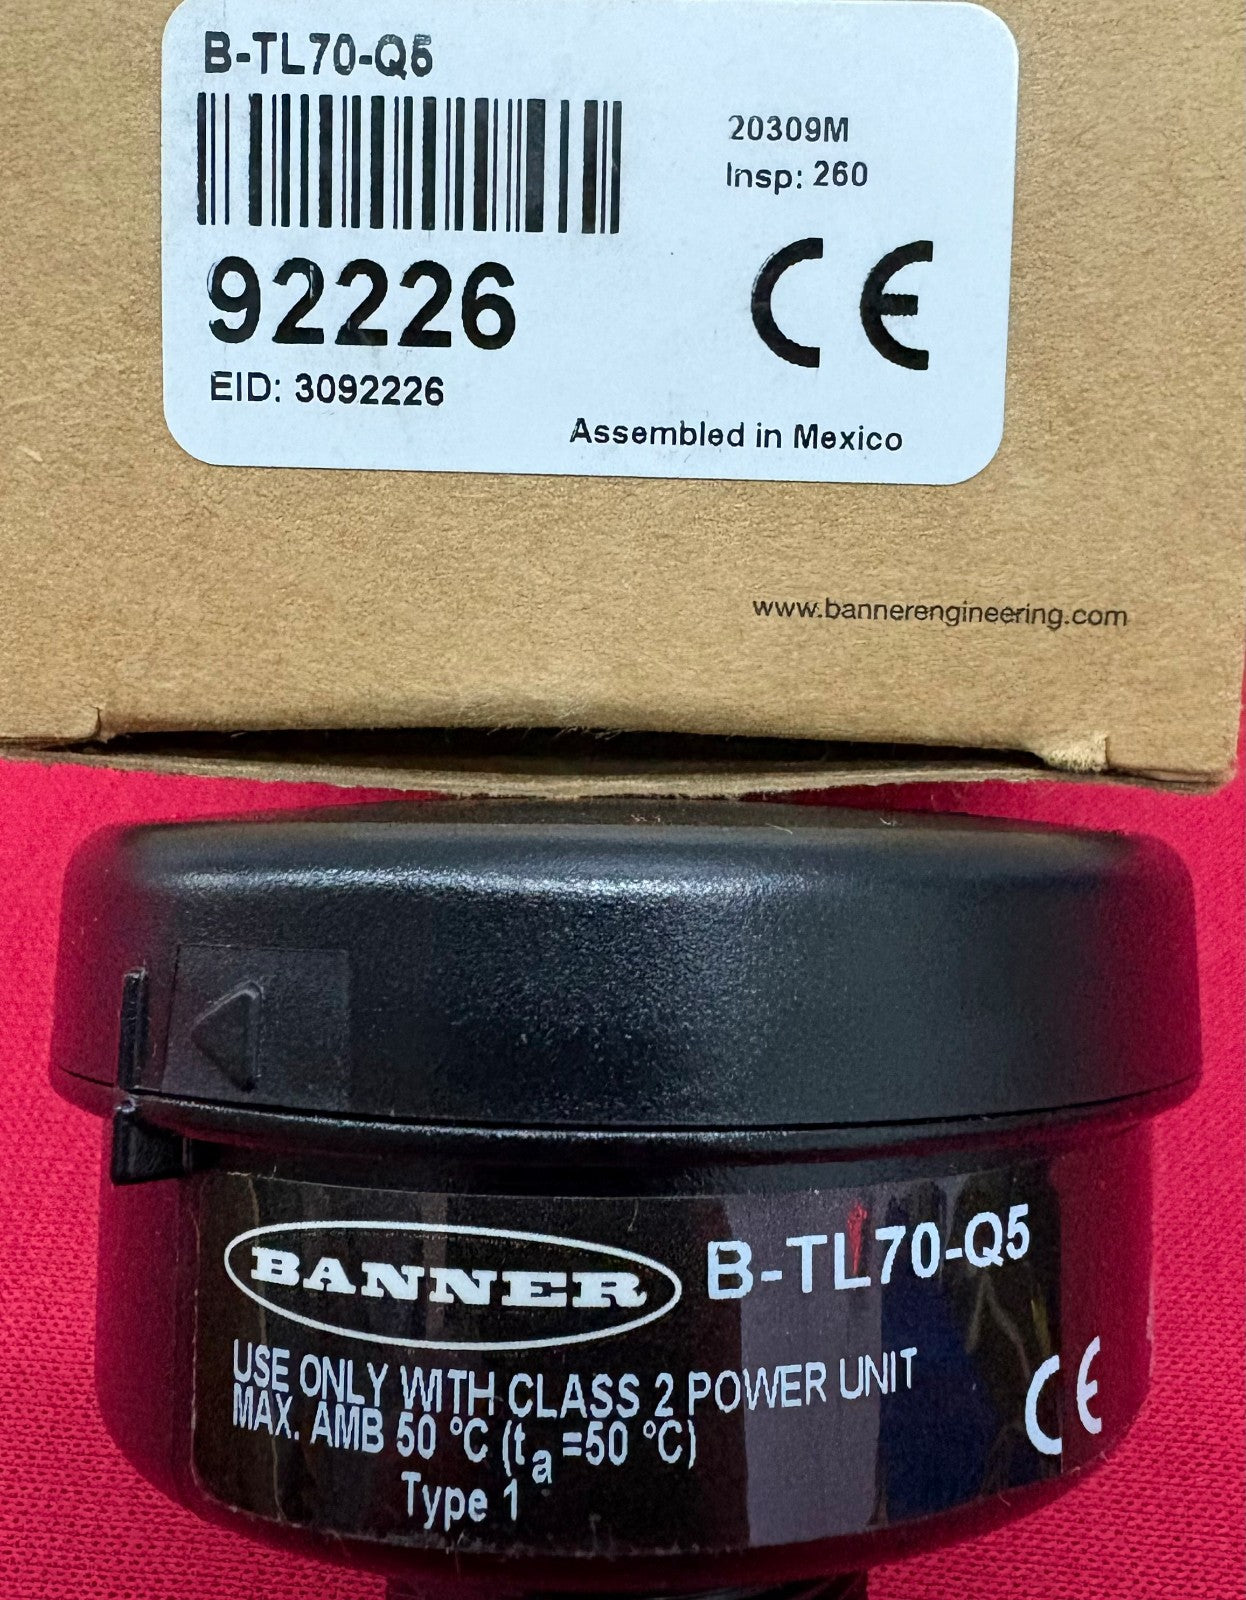 B-TL70-Q5
20309M
Insp: 260
92226
CE
EID: 3092226
Assembled in Mexico
www.bannerengineering.com
BANNER B-TL70-Q5
USE ONLY WITH CLASS 2 POWER UNIT
MAX. AMB 50 °C (ta=50 °C)
CE
Type 1